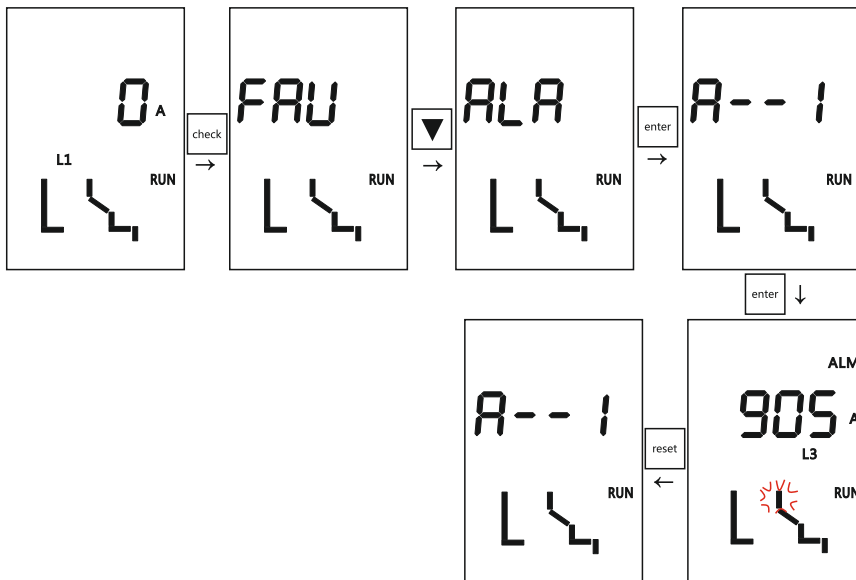 0 A
L1
RUN
L
check
→
FAU
RUN
L
▼
→
ALA
RUN
L
enter
→
A--1
RUN
L
enter ↓
ALM
905 A
L3
RUN
L
reset
←
A--1
RUN
L